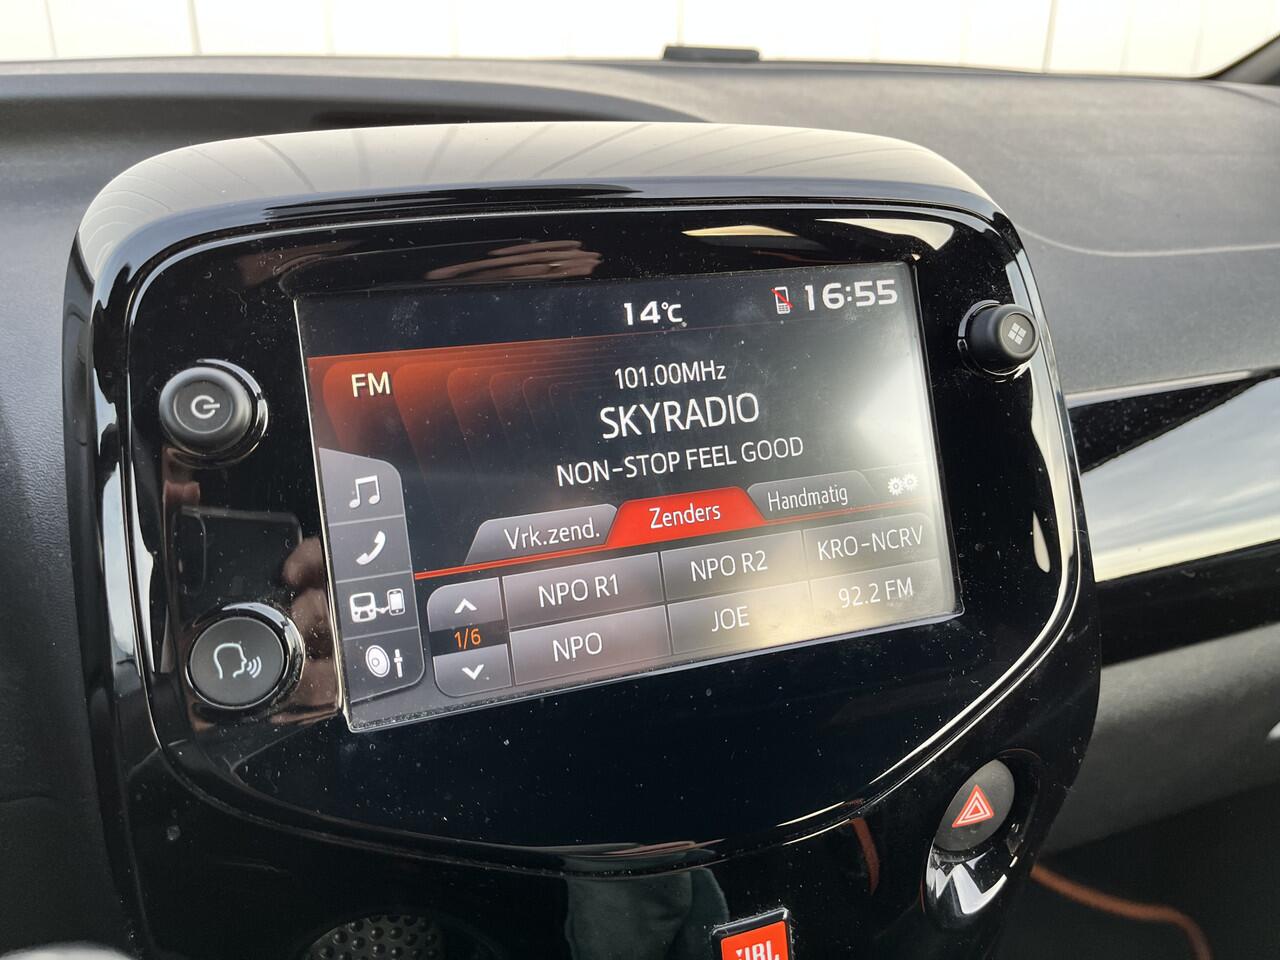 14°C
16:55
FM
101.00MHz
SKYRADIO
NON-STOP FEEL GOOD
Vrk.zend.
Zenders
Handmatig
1/6
NPO R1
NPO R2
KRO-NCRV
NPO
JOE
92.2 FM
JBL